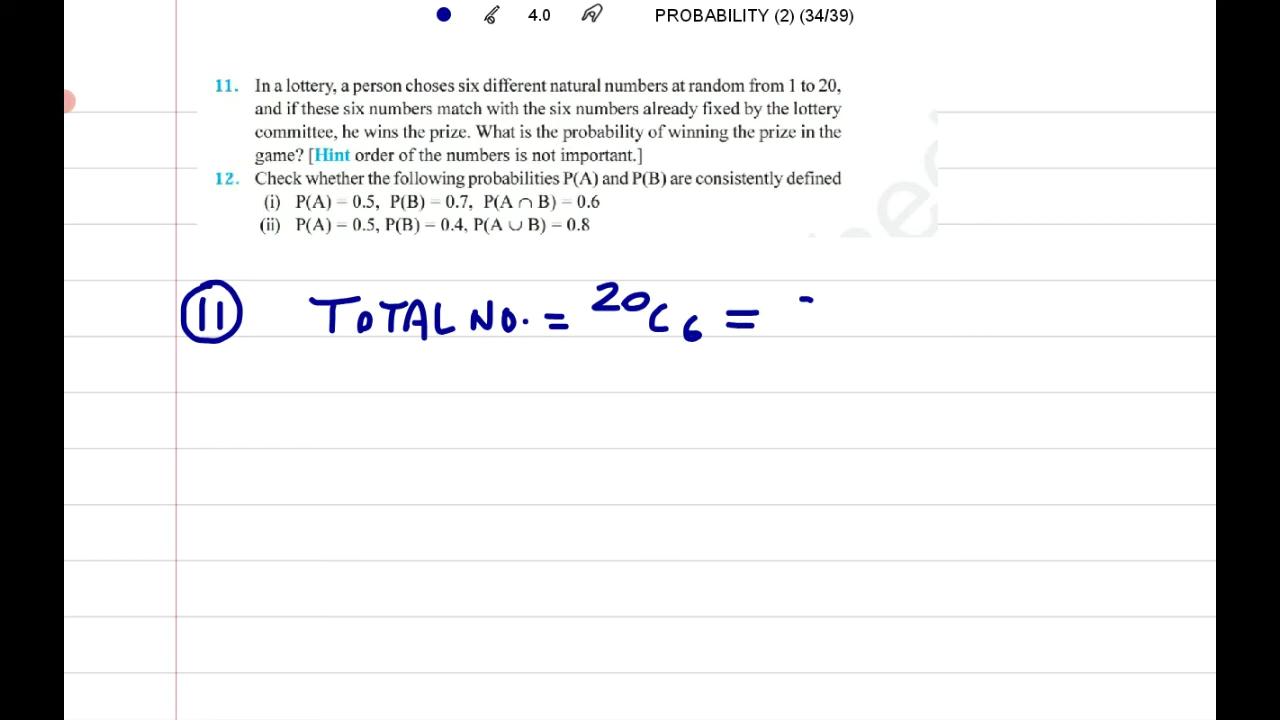 4.0 PROBABILITY (2) (34/39)
11. In a lottery, a person choses six different natural numbers at random from 1 to 20,
and if these six numbers match with the six numbers already fixed by the lottery
committee, he wins the prize. What is the probability of winning the prize in the
game? [Hint order of the numbers is not important.]
12. Check whether the following probabilities P(A) and P(B) are consistently defined
(i) P(A) = 0.5, P(B) = 0.7, P(A ∩ B) = 0.6
(ii) P(A) = 0.5, P(B) = 0.4, P(A ∪ B) = 0.8
11 TOTAL NO. = ²⁰C₆ =